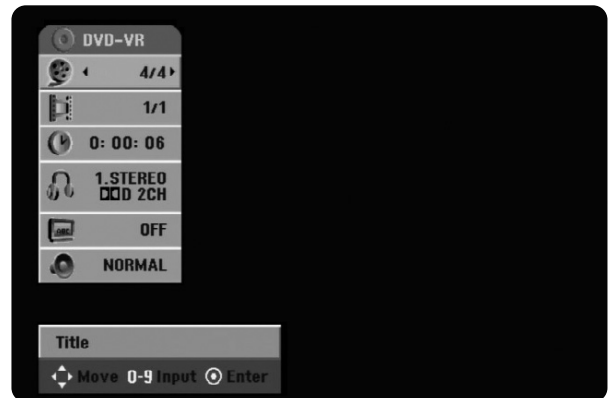 DVD-VR
4/4
1/1
0: 00: 06
1.STEREO
D 2CH
ABC
OFF
NORMAL
Title
Move 0-9 Input Enter